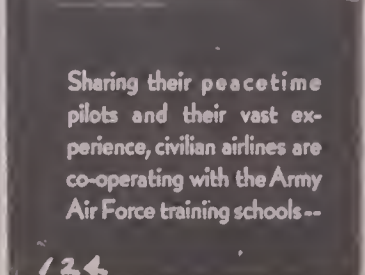 Sharing their peacetime
pilots and their vast ex-
perience, civilian airlines are
co-operating with the Army
Air Force training schools--
124